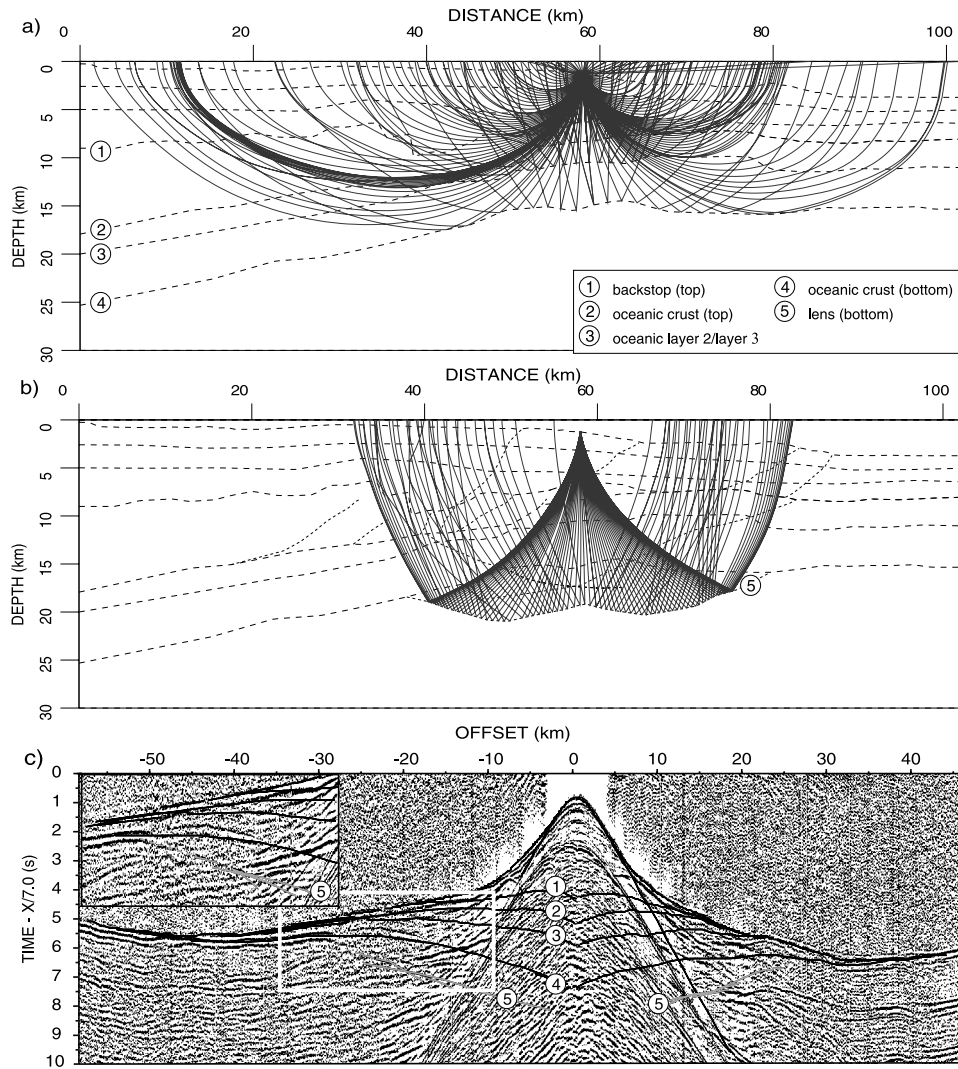 DISTANCE (km)
a)
0 20 40 60 80 100
0
5
10
15
20
25
30
DEPTH (km)
1
2
3
4
1 backstop (top)
2 oceanic crust (top)
3 oceanic layer 2/layer 3
4 oceanic crust (bottom)
5 lens (bottom)
b)
DISTANCE (km)
0 20 40 60 80 100
0
5
10
15
20
25
30
DEPTH (km)
5
OFFSET (km)
c)
-50 -40 -30 -20 -10 0 10 20 30 40
0
1
2
3
4
5
6
7
8
9
10
TIME - X/7.0 (s)
5
1
2
3
4
5
5